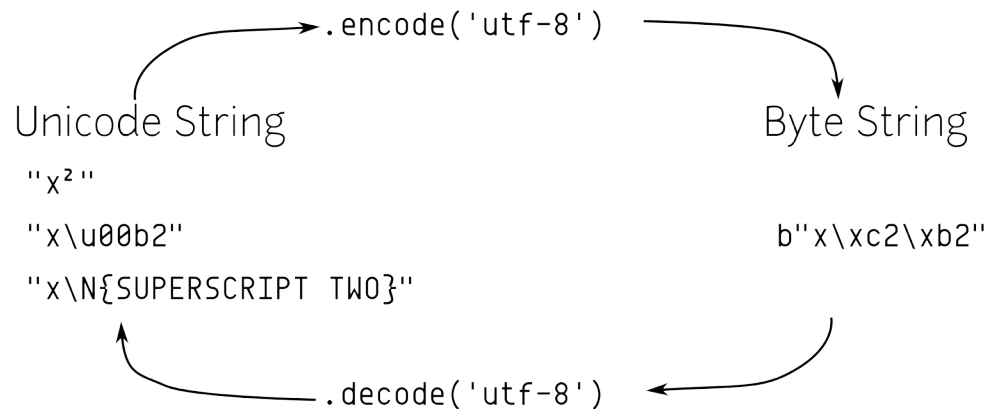 .encode('utf-8')
Unicode String
Byte String
"x²"
"x\u00b2"
b"x\xc2\xb2"
"x\N{SUPERSCRIPT TWO}"
.decode('utf-8')